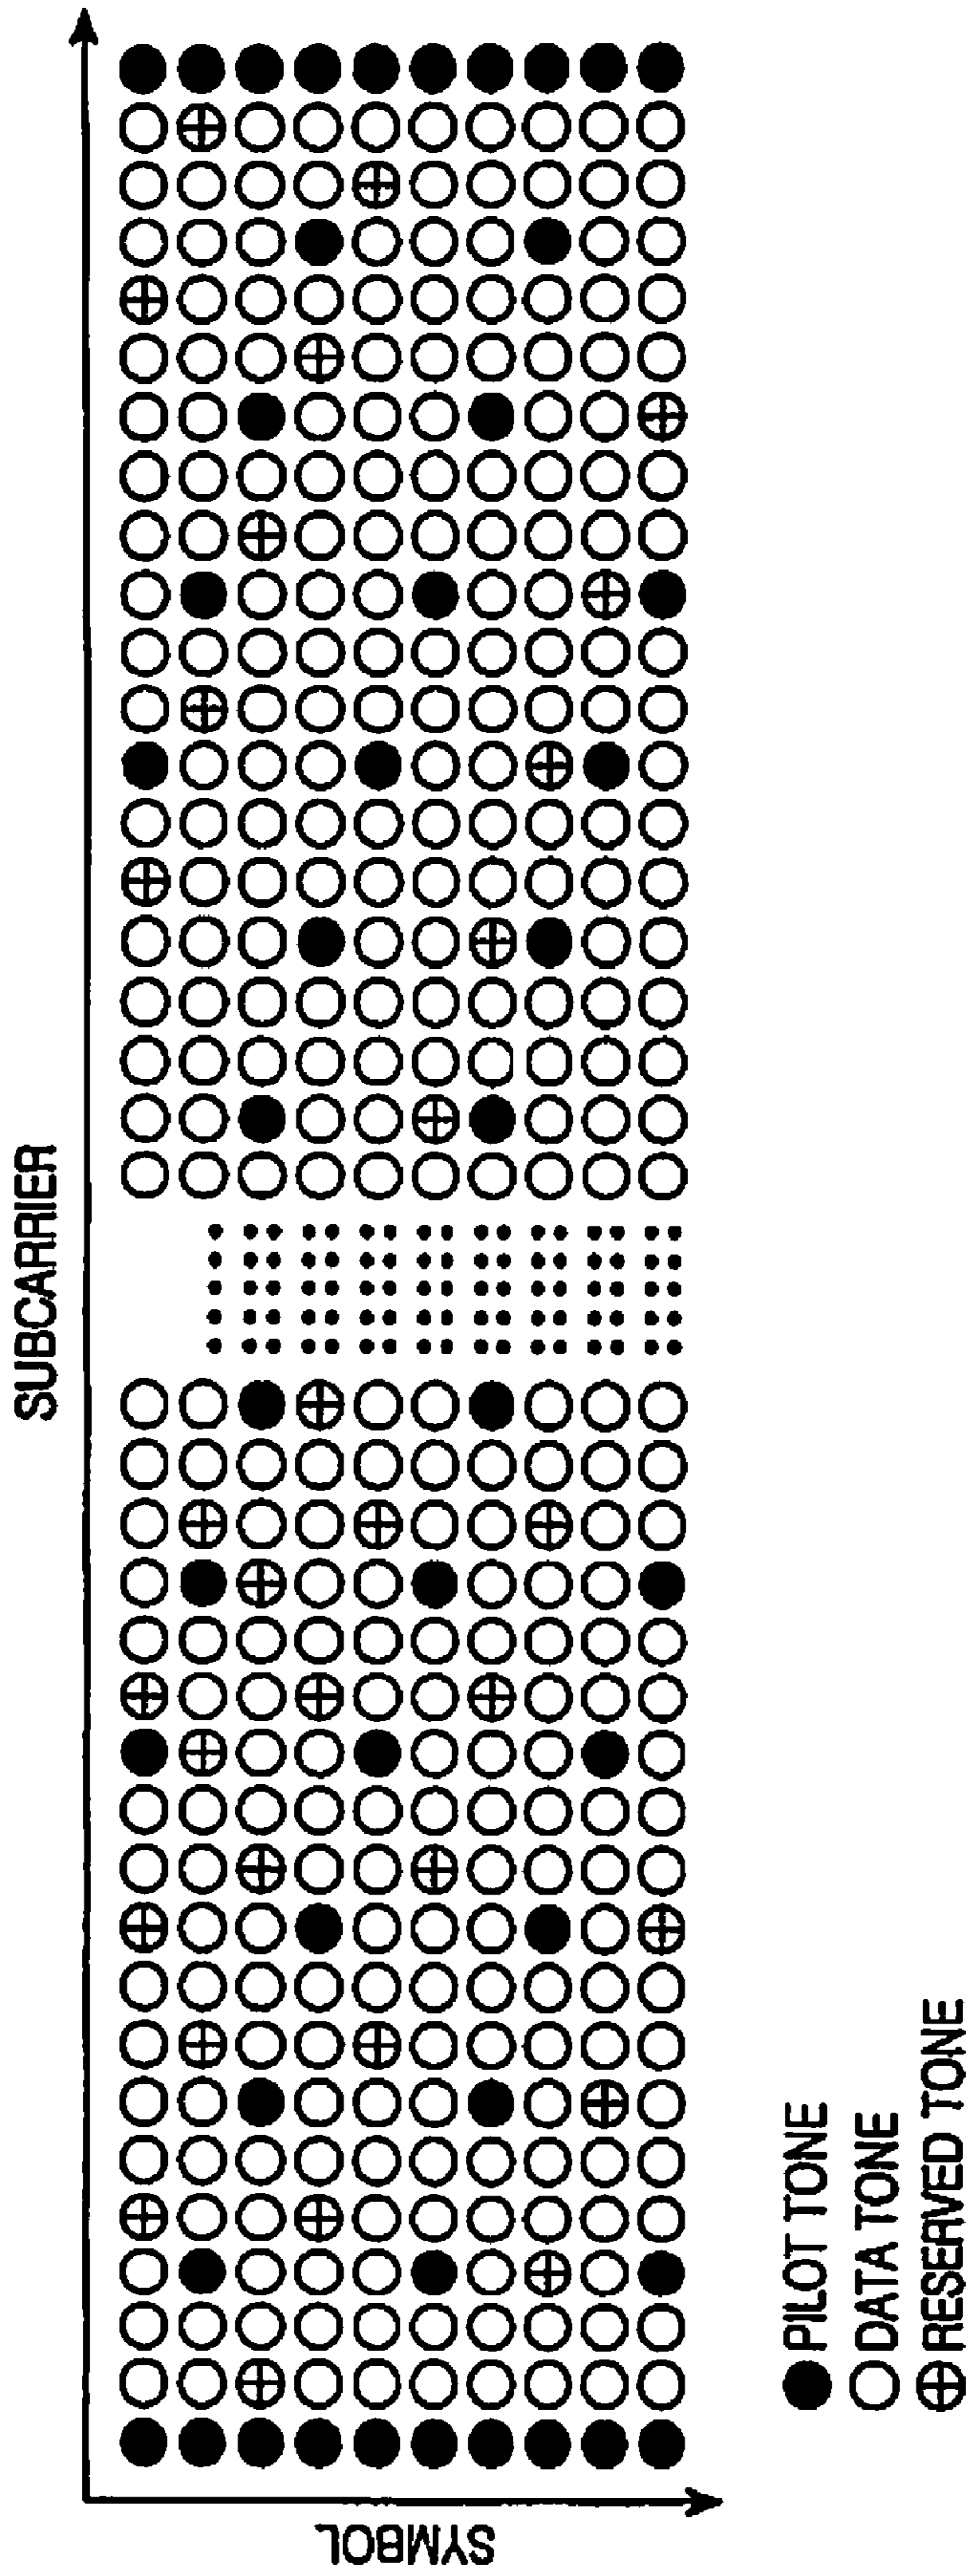 SUBCARRIER
SYMBOL
PILOT TONE
DATA TONE
RESERVED TONE